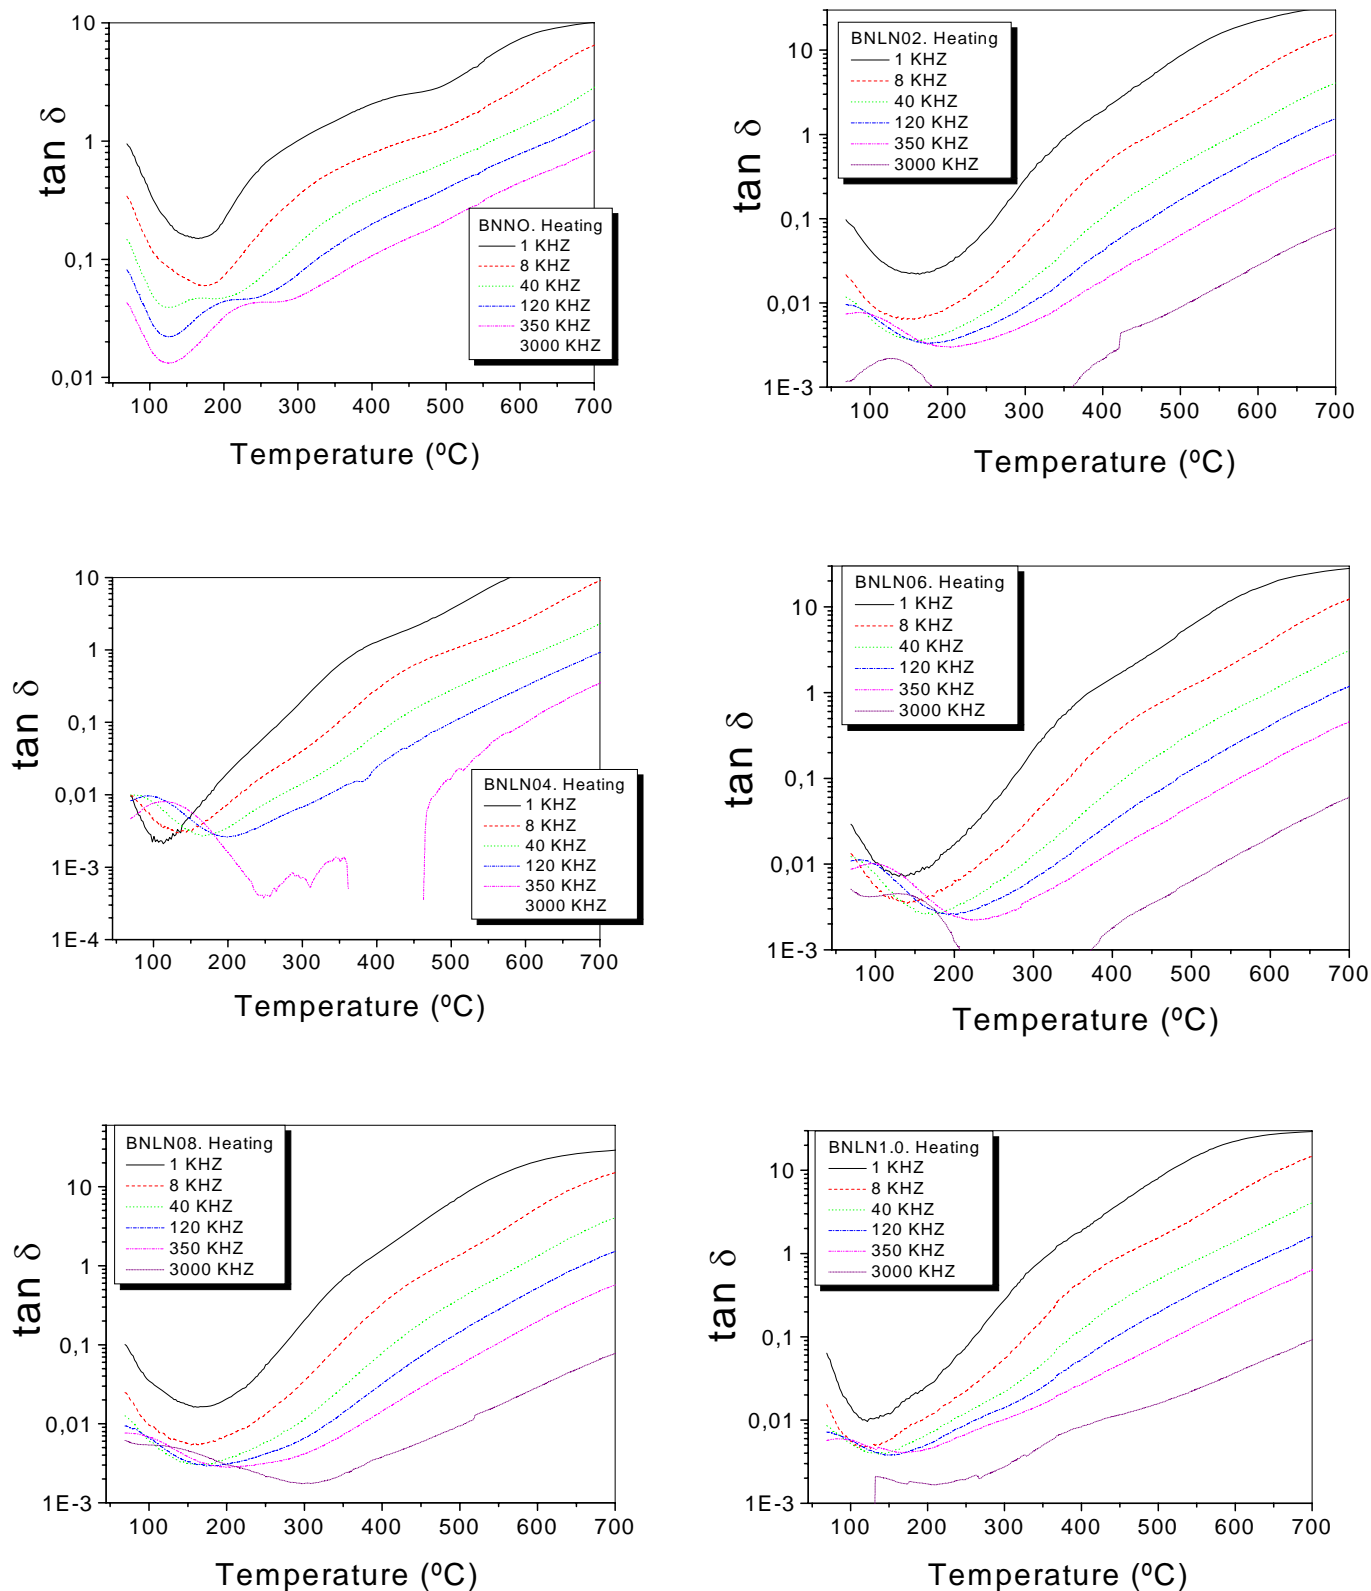 10
1
0,1
0,01
tan δ
BNNO. Heating
1 KHZ
8 KHZ
40 KHZ
120 KHZ
350 KHZ
3000 KHZ
100 200 300 400 500 600 700
Temperature (ºC)
10
1
0,1
0,01
1E-3
tan δ
BNLN02. Heating
1 KHZ
8 KHZ
40 KHZ
120 KHZ
350 KHZ
3000 KHZ
100 200 300 400 500 600 700
Temperature (ºC)
10
1
0,1
0,01
1E-3
1E-4
tan δ
BNLN04. Heating
1 KHZ
8 KHZ
40 KHZ
120 KHZ
350 KHZ
3000 KHZ
100 200 300 400 500 600 700
Temperature (ºC)
10
1
0,1
0,01
1E-3
tan δ
BNLN06. Heating
1 KHZ
8 KHZ
40 KHZ
120 KHZ
350 KHZ
3000 KHZ
100 200 300 400 500 600 700
Temperature (ºC)
10
1
0,1
0,01
1E-3
tan δ
BNLN08. Heating
1 KHZ
8 KHZ
40 KHZ
120 KHZ
350 KHZ
3000 KHZ
100 200 300 400 500 600 700
Temperature (ºC)
10
1
0,1
0,01
1E-3
tan δ
BNLN1.0. Heating
1 KHZ
8 KHZ
40 KHZ
120 KHZ
350 KHZ
3000 KHZ
100 200 300 400 500 600 700
Temperature (ºC)